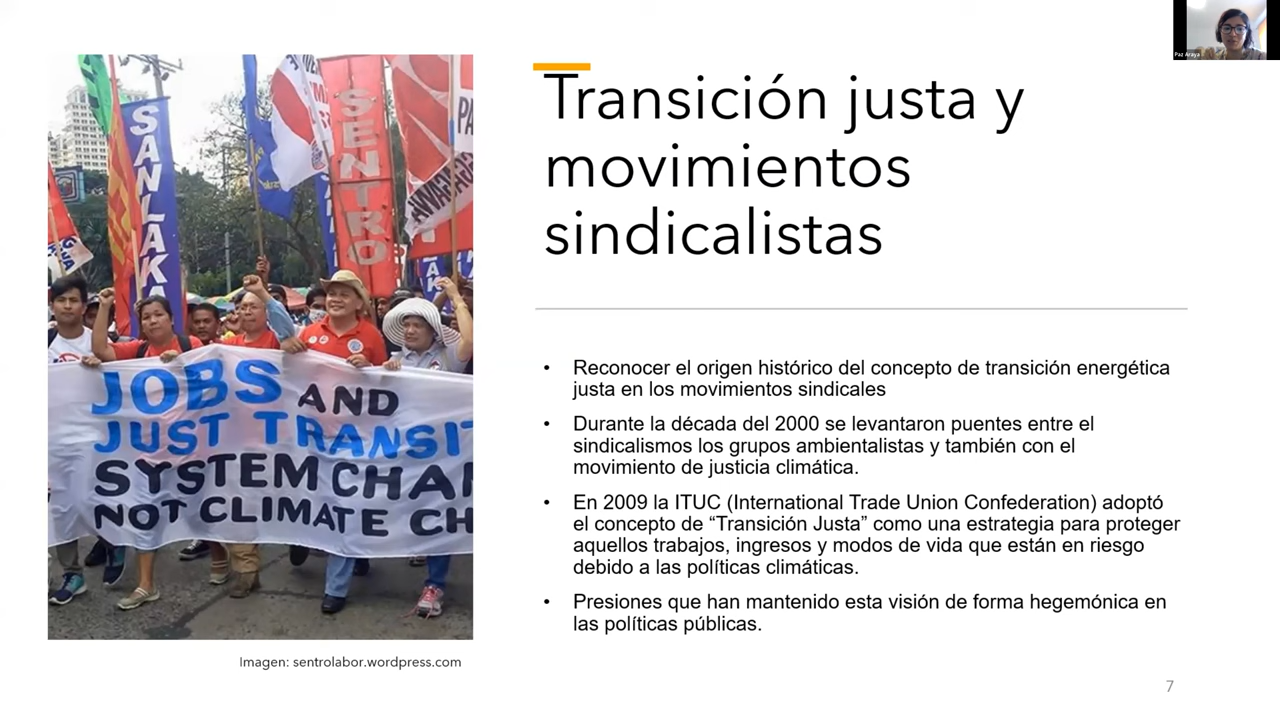 Paz Araya
SANLAKA
SENTRO
PA
JOBS AND
JUST TRANSIT
SYSTEM CHAN
NOT CLIMATE CH
Imagen: sentrolabor.wordpress.com
Transición justa y
movimientos
sindicalistas
• Reconocer el origen histórico del concepto de transición energética
justa en los movimientos sindicales
• Durante la década del 2000 se levantaron puentes entre el
sindicalismos los grupos ambientalistas y también con el
movimiento de justicia climática.
• En 2009 la ITUC (International Trade Union Confederation) adoptó
el concepto de “Transición Justa” como una estrategia para proteger
aquellos trabajos, ingresos y modos de vida que están en riesgo
debido a las políticas climáticas.
• Presiones que han mantenido esta visión de forma hegemónica en
las políticas públicas.
7